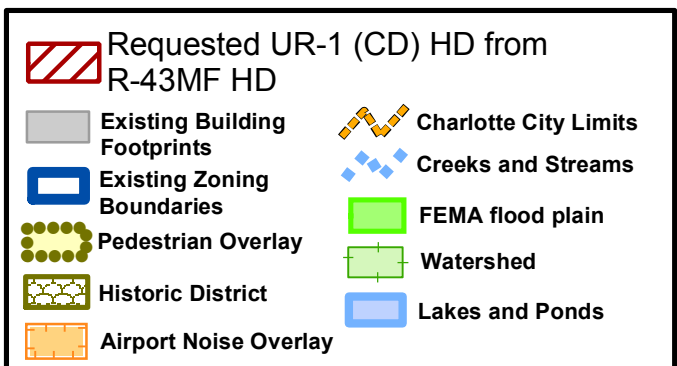 Requested UR-1 (CD) HD from
R-43MF HD
Existing Building
Footprints
Existing Zoning
Boundaries
Pedestrian Overlay
Historic District
Airport Noise Overlay
Charlotte City Limits
Creeks and Streams
FEMA flood plain
Watershed
Lakes and Ponds